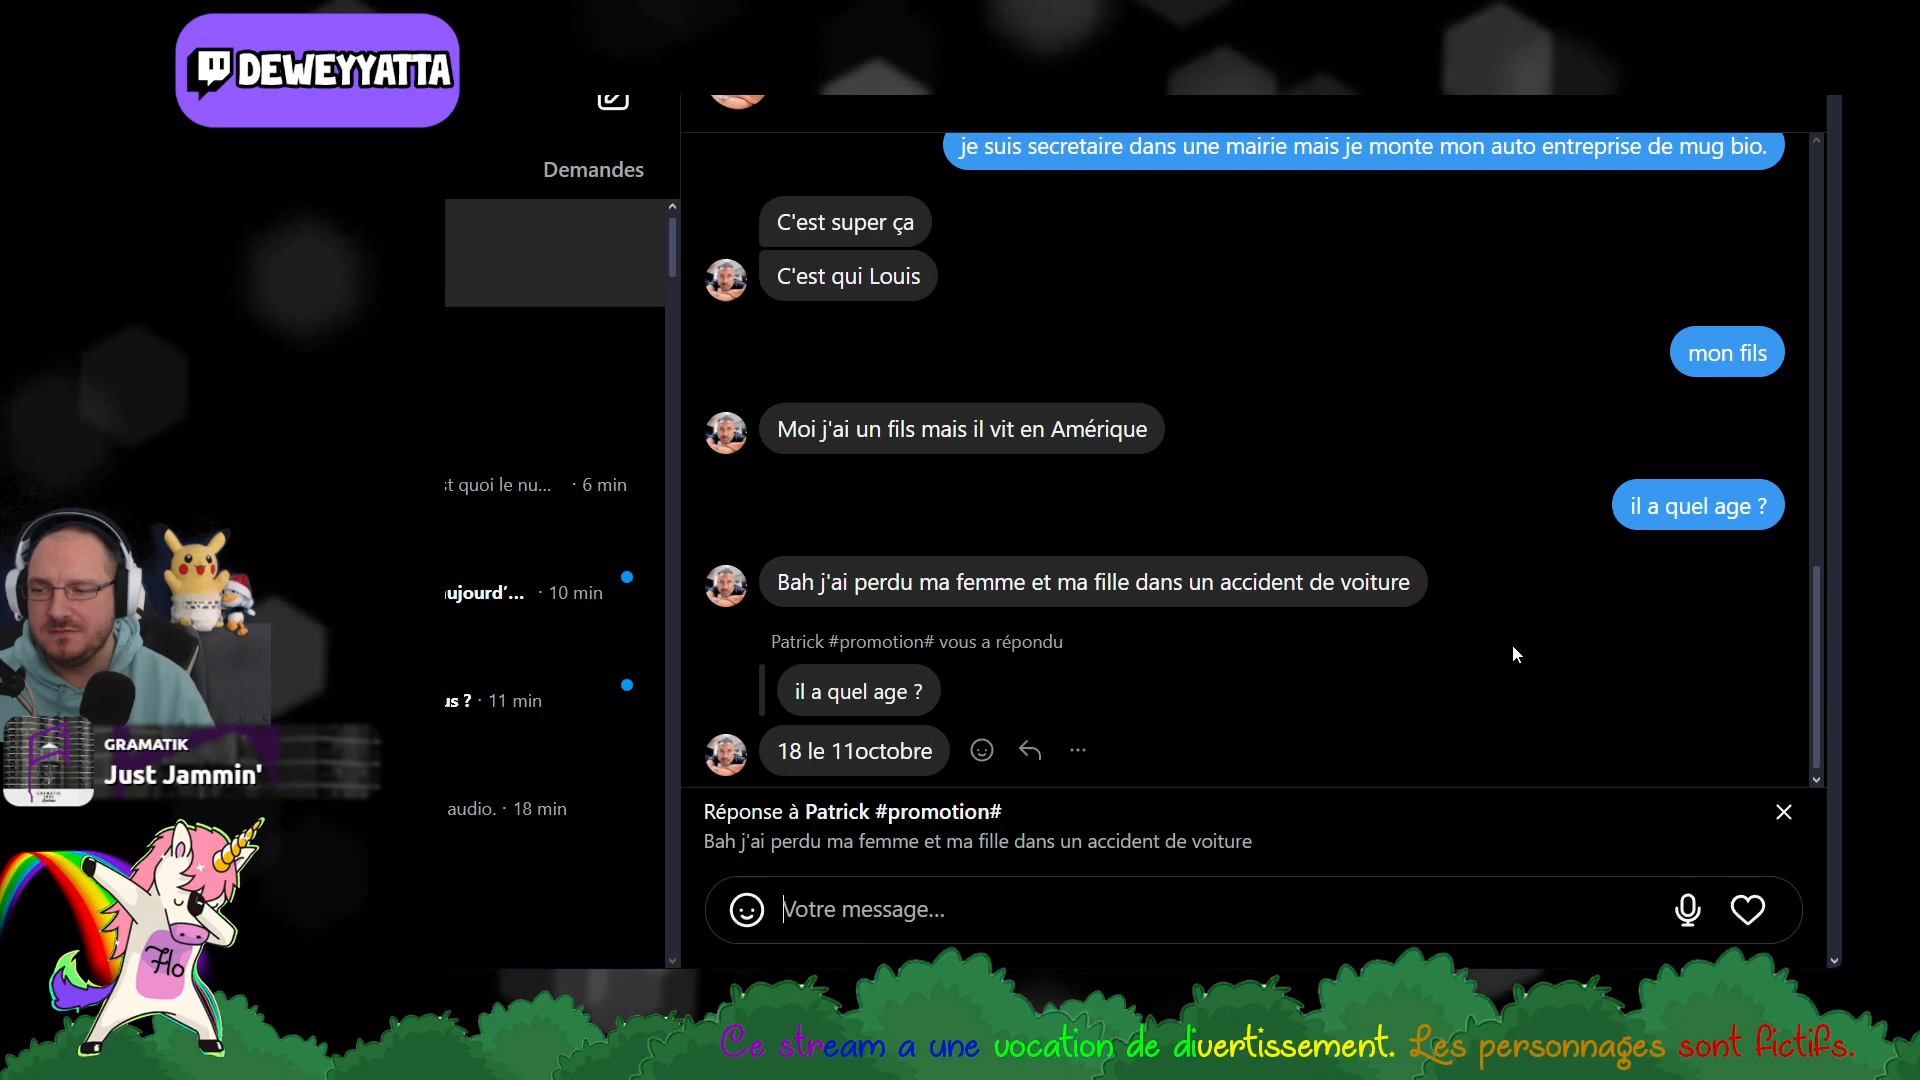 DEWEYYATTA
Demandes
je suis secretaire dans une mairie mais je monte mon auto entreprise de mug bio.
C'est super ça
C'est qui Louis
mon fils
Moi j'ai un fils mais il vit en Amérique
il a quel age ?
st quoi le nu... · 6 min
Bah j'ai perdu ma femme et ma fille dans un accident de voiture
ujourd'... · 10 min
Patrick #promotion# vous a répondu
il a quel age ?
us ? · 11 min
18 le 11octobre
GRAMATIK
Just Jammin'
audio. · 18 min
Réponse à Patrick #promotion#
Bah j'ai perdu ma femme et ma fille dans un accident de voiture
Votre message...
Flo
Ce stream a une vocation de divertissement. Les personnages sont fictifs.